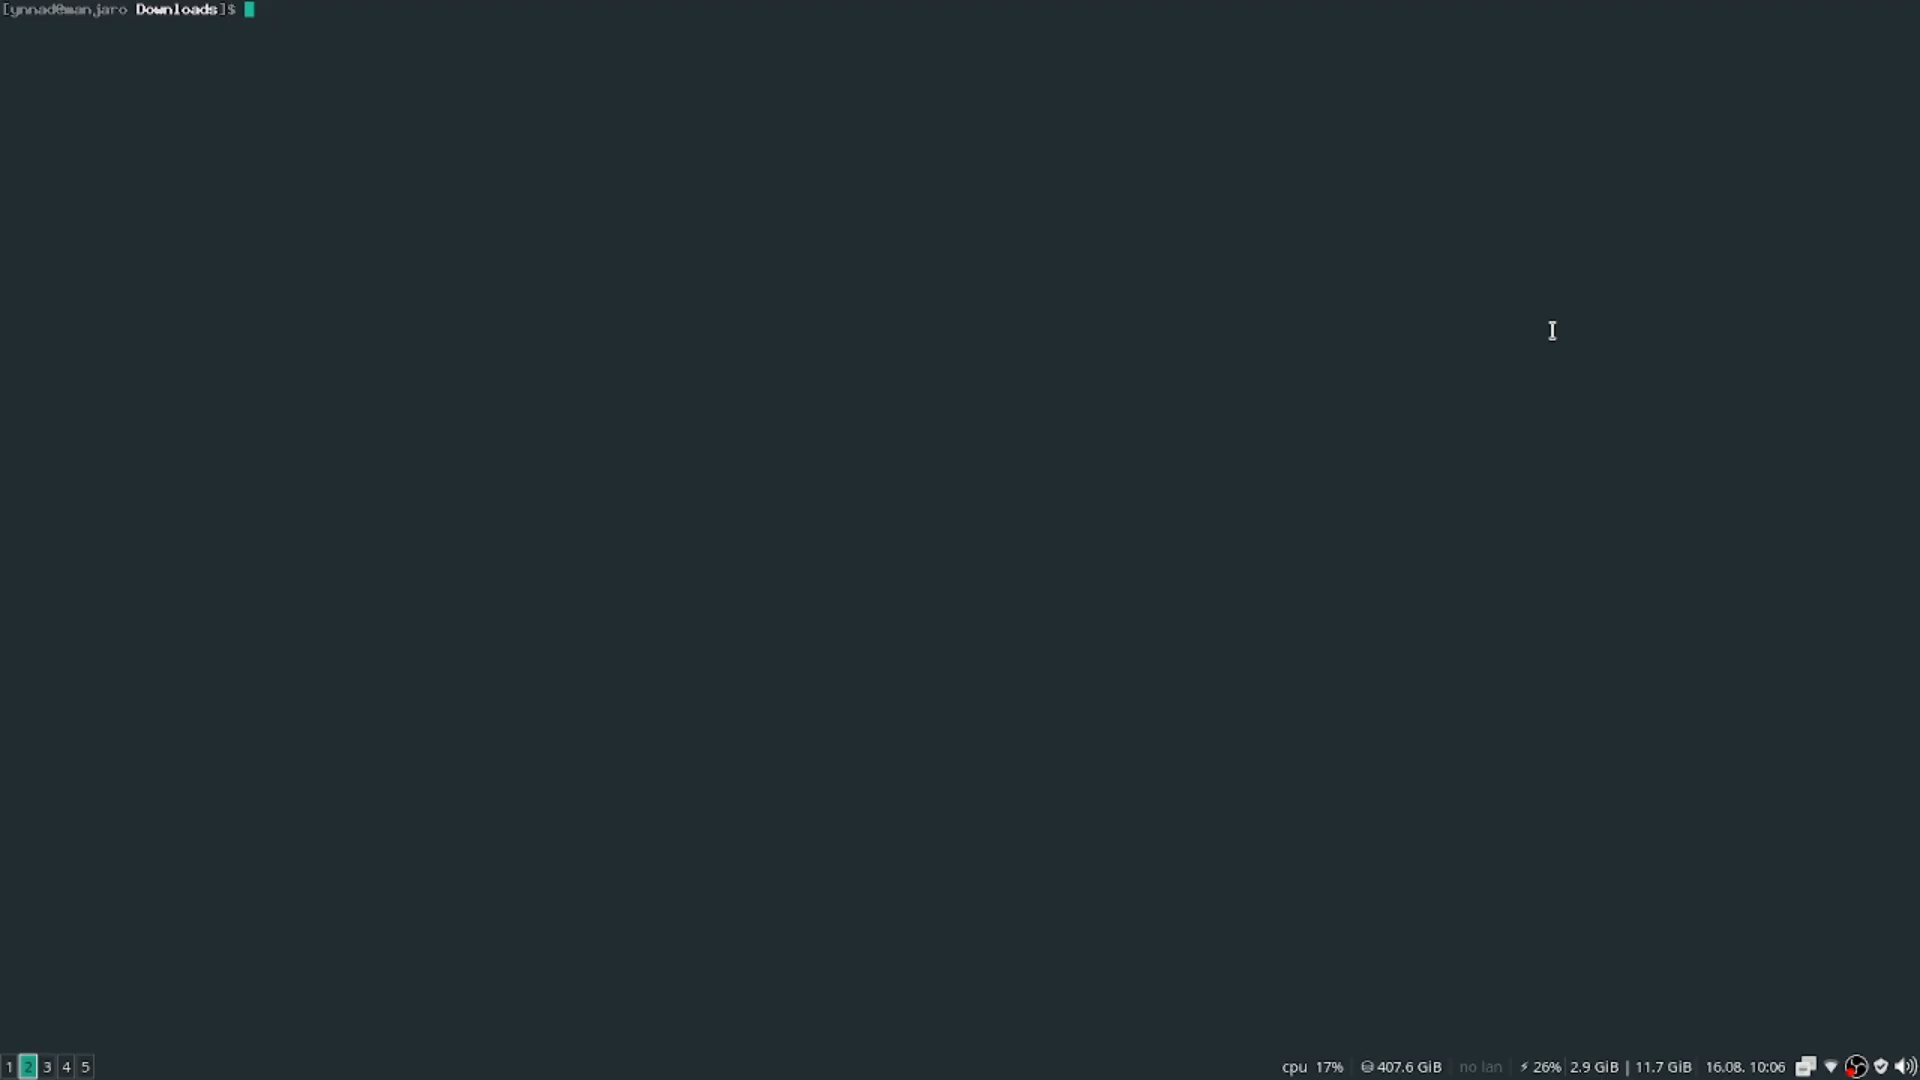 [ynnad@manjaro Downloads]$
1 2 3 4 5
cpu 17% 407.6 GiB no lan ⚡ 26% 2.9 GiB | 11.7 GiB 16.08. 10:06